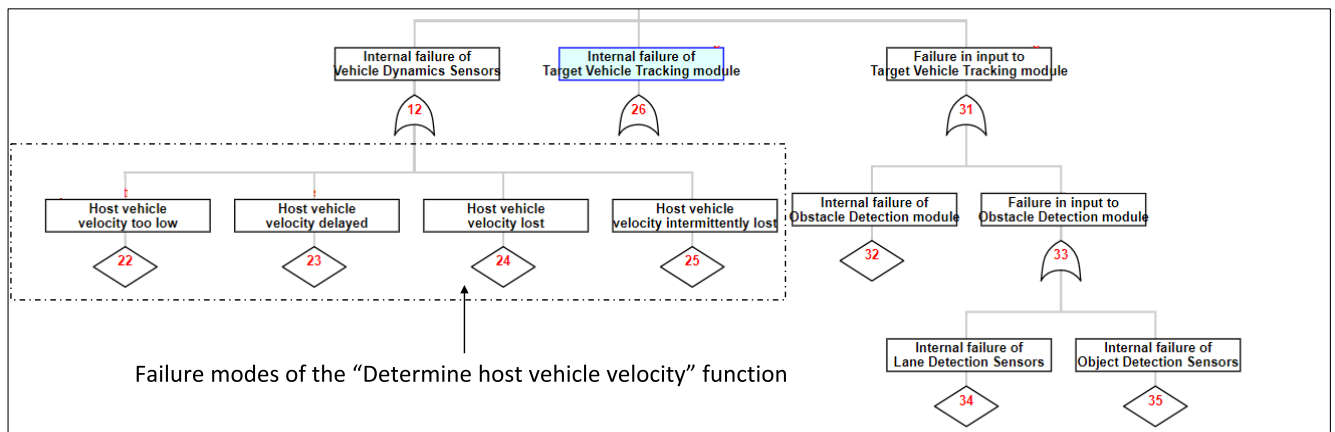 Internal failure of
Vehicle Dynamics Sensors
12
Internal failure of
Target Vehicle Tracking module
26
Failure in input to
Target Vehicle Tracking module
31
Host vehicle
velocity too low
22
Host vehicle
velocity delayed
23
Host vehicle
velocity lost
24
Host vehicle
velocity intermittently lost
25
Internal failure of
Obstacle Detection module
32
Failure in input to
Obstacle Detection module
33
Internal failure of
Lane Detection Sensors
34
Internal failure of
Object Detection Sensors
35
Failure modes of the “Determine host vehicle velocity” function